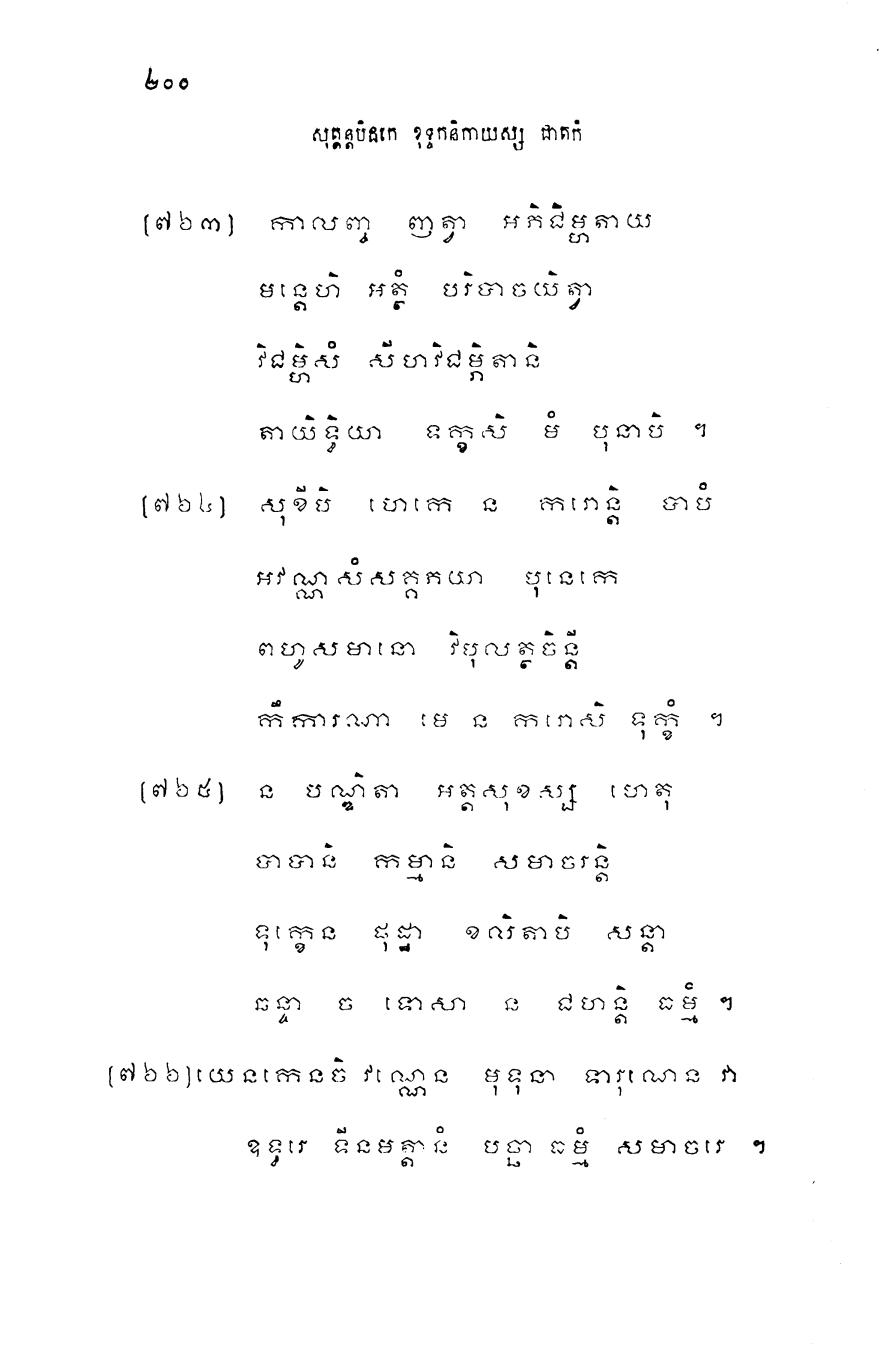 ២០០
សុត្តន្តបិដកេ ខុទ្ទកនិកាយស្ស ជាតកំ
[៧៦៣] កាលញ្ច ញត្វា អភិជិម្ហតាយ
មន្តេហិ អត្ថំ បរិបាចយិត្វា
វិជម្ហិសំ សីហវិជម្ភិតានិ
តាយិទ្ធិយា ទក្ខសិ មំ បុនាបិ ។
[៧៦៤] សុខីបិ ហេកេ ន ករោន្តិ បាបំ
អវណ្ណសំសគ្គភយា បុនេកេ
ពហូសមានោ វិបុលត្ថចិន្តី
កឹការណា មេ ន ករោសិ ទុក្ខំ ។
[៧៦៥] ន បណ្ឌិតា អត្តសុខស្ស ហេតុ
បាបានិ កម្មានិ សមាចរន្តិ
ទុក្ខេន ផុដ្ឋា ខលិតាបិ សន្តា
ឆន្ទា ច ទោសា ន ជហន្តិ ធម្មំ ។
[៧៦៦] យេនកេនចិ វណ្ណេន មុទុនា ទារុណេន វា
ឧទ្ធរេ ទីនមត្តានំ បច្ឆា ធម្មំ សមាចរេ ។